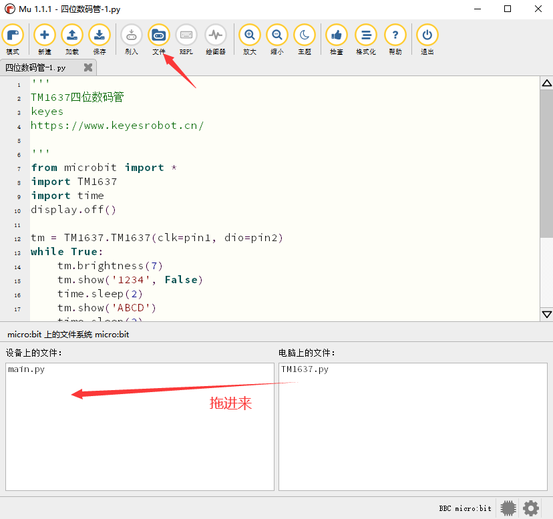 Mu 1.1.1 - 四位数码管-1.py
模式 新建 加载 保存 刷入 文件 REPL 绘图器 放大 缩小 主题 检查 格式化 帮助 退出
四位数码管-1.py
1 '''
2 TM1637四位数码管
3 keyes
4 https://www.keyesrobot.cn/
5
6 '''
7 from microbit import *
8 import TM1637
9 import time
10 display.off()
11
12 tm = TM1637.TM1637(clk=pin1, dio=pin2)
13 while True:
14 tm.brightness(7)
15 tm.show('1234', False)
16 time.sleep(2)
17 tm.show('ABCD')
micro:bit 上的文件系统 micro:bit
设备上的文件: 电脑上的文件:
main.py TM1637.py
拖进来
BBC micro:bit